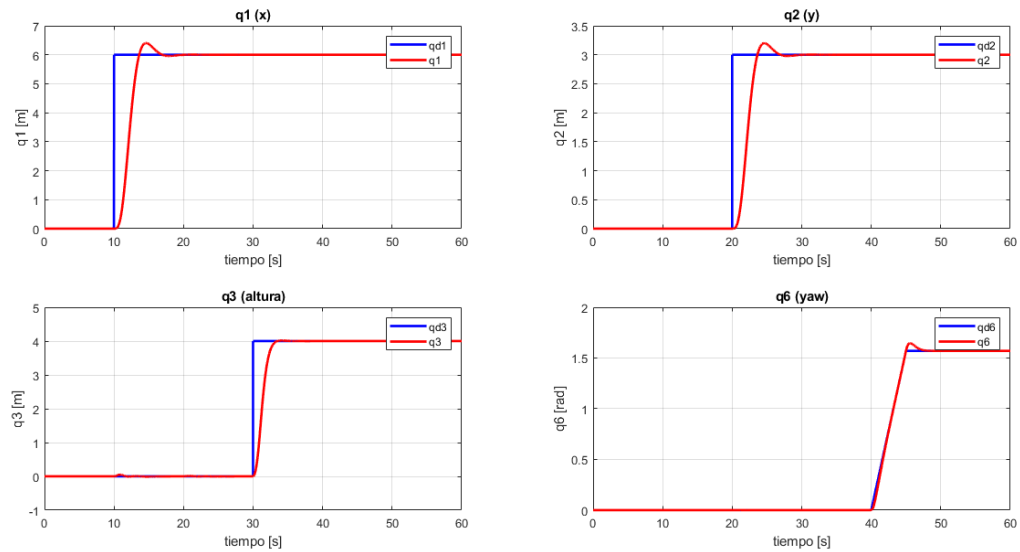 q1 (x)
7
6
5
4
3
2
1
0
q1 [m]
qd1
q1
0 10 20 30 40 50 60
tiempo [s]
q2 (y)
3.5
3
2.5
2
1.5
1
0.5
0
q2 [m]
qd2
q2
0 10 20 30 40 50 60
tiempo [s]
q3 (altura)
5
4
3
2
1
0
-1
q3 [m]
qd3
q3
0 10 20 30 40 50 60
tiempo [s]
q6 (yaw)
2
1.5
1
0.5
0
q6 [rad]
qd6
q6
0 10 20 30 40 50 60
tiempo [s]